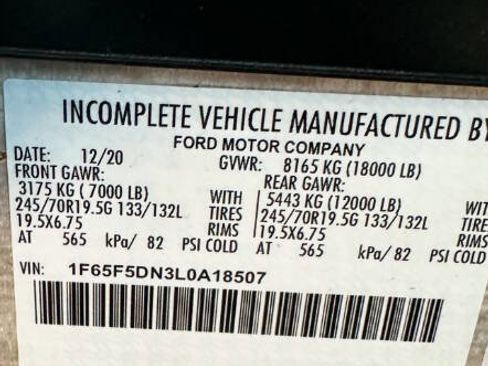 INCOMPLETE VEHICLE MANUFACTURED BY
FORD MOTOR COMPANY
DATE: 12/20 GVWR: 8165 KG (18000 LB)
FRONT GAWR: REAR GAWR:
3175 KG ( 7000 LB) WITH 5443 KG (12000 LB) WITH
245/70R19.5G 133/132L TIRES 245/70R19.5G 133/132L TIRES
19.5X6.75 RIMS 19.5X6.75 RIMS
AT 565 kPa/ 82 PSI COLD AT 565 kPa/ 82 PSI COLD
VIN: 1F65F5DN3L0A18507